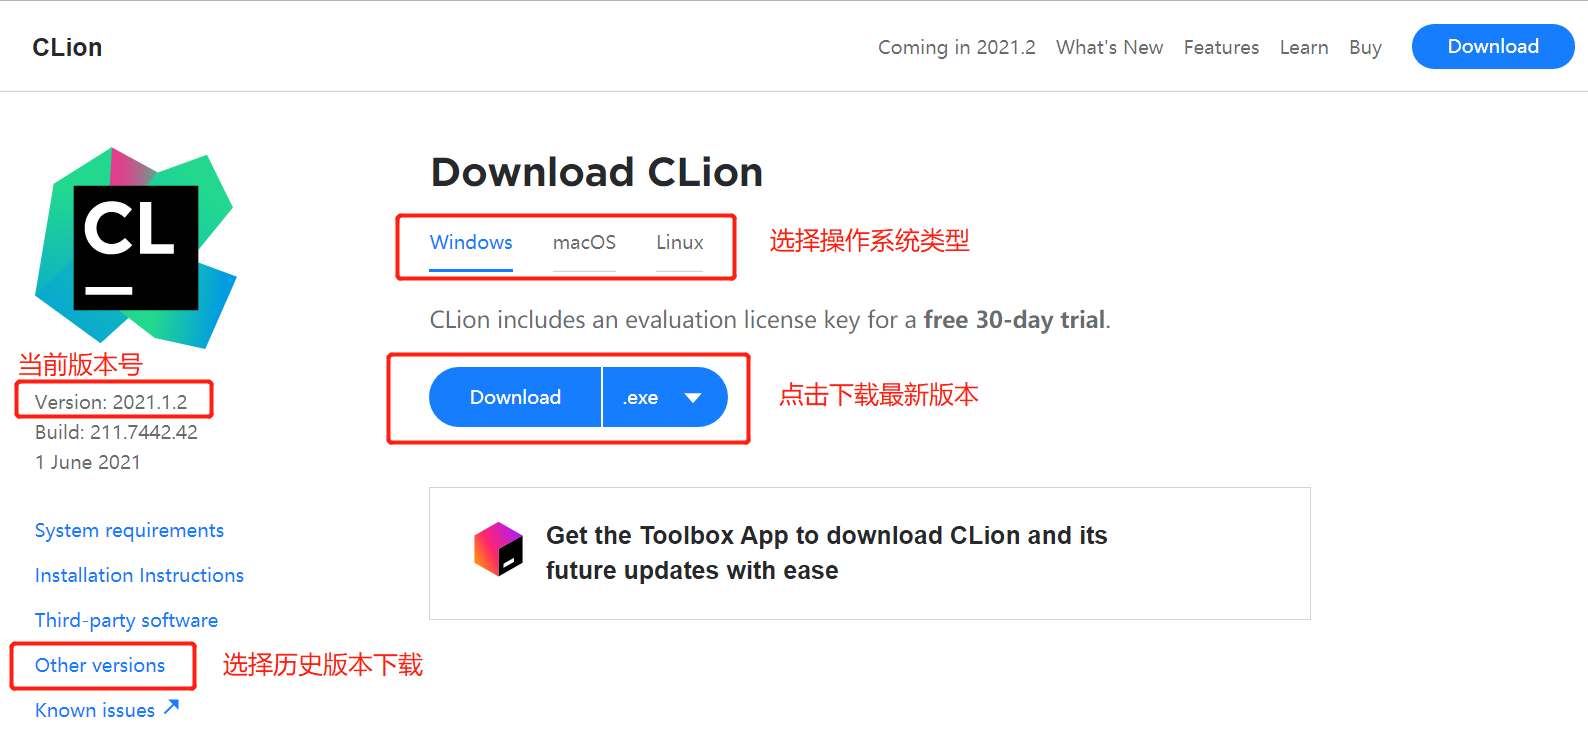 CLion
Coming in 2021.2 What's New Features Learn Buy Download
CL
Download CLion
Windows macOS Linux
选择操作系统类型
CLion includes an evaluation license key for a free 30-day trial.
当前版本号
Version: 2021.1.2
Build: 211.7442.42
1 June 2021
Download .exe
点击下载最新版本
Get the Toolbox App to download CLion and its
future updates with ease
System requirements
Installation Instructions
Third-party software
Other versions
选择历史版本下载
Known issues